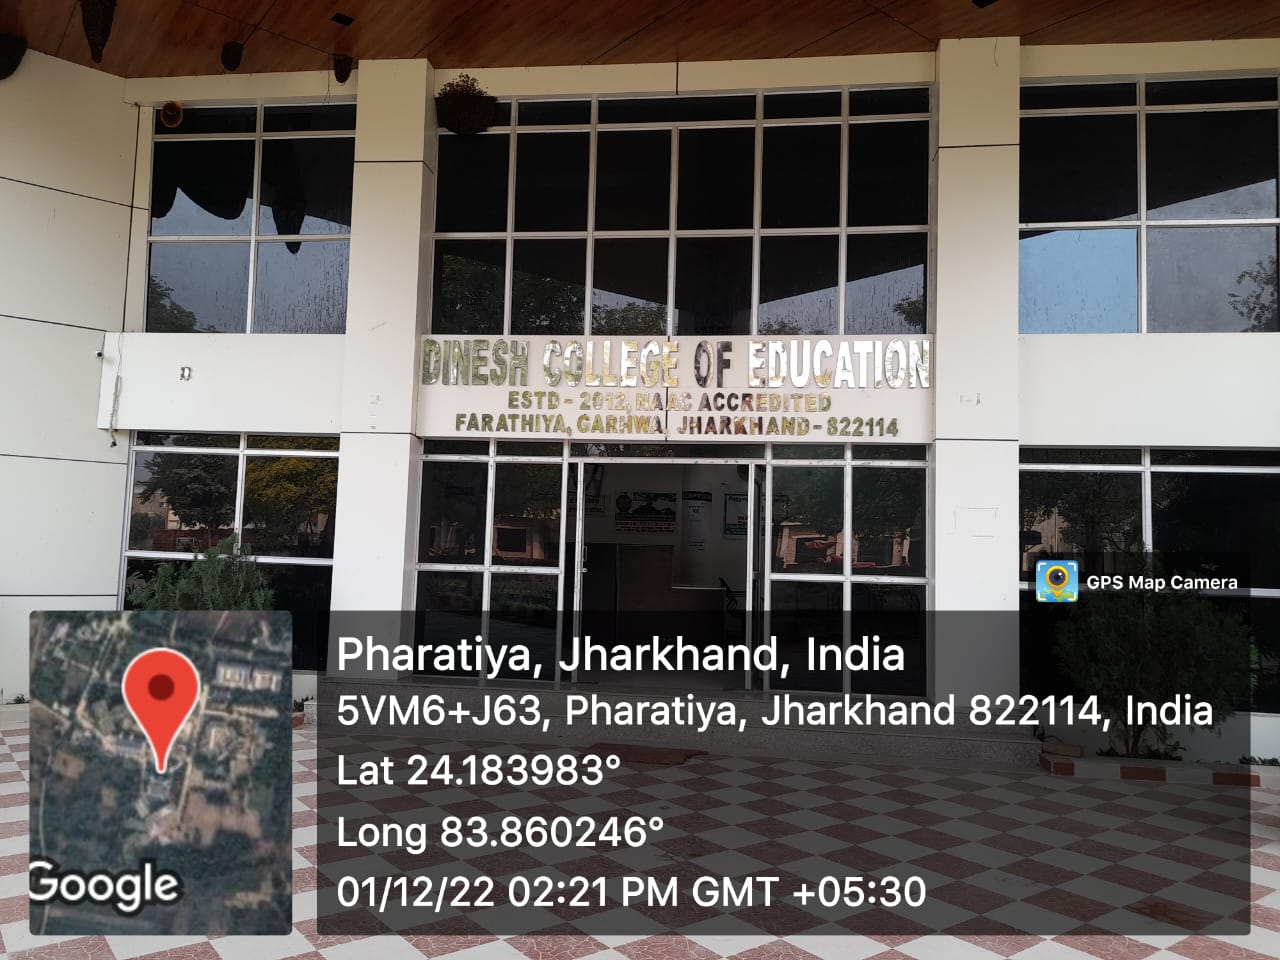 DINESH COLLEGE OF EDUCATION
ESTD - 2012, NAAC ACCREDITED
FARATHIYA, GARHWA, JHARKHAND - 822114
GPS Map Camera
Pharatiya, Jharkhand, India
5VM6+J63, Pharatiya, Jharkhand 822114, India
Lat 24.183983°
Long 83.860246°
01/12/22 02:21 PM GMT +05:30
Google